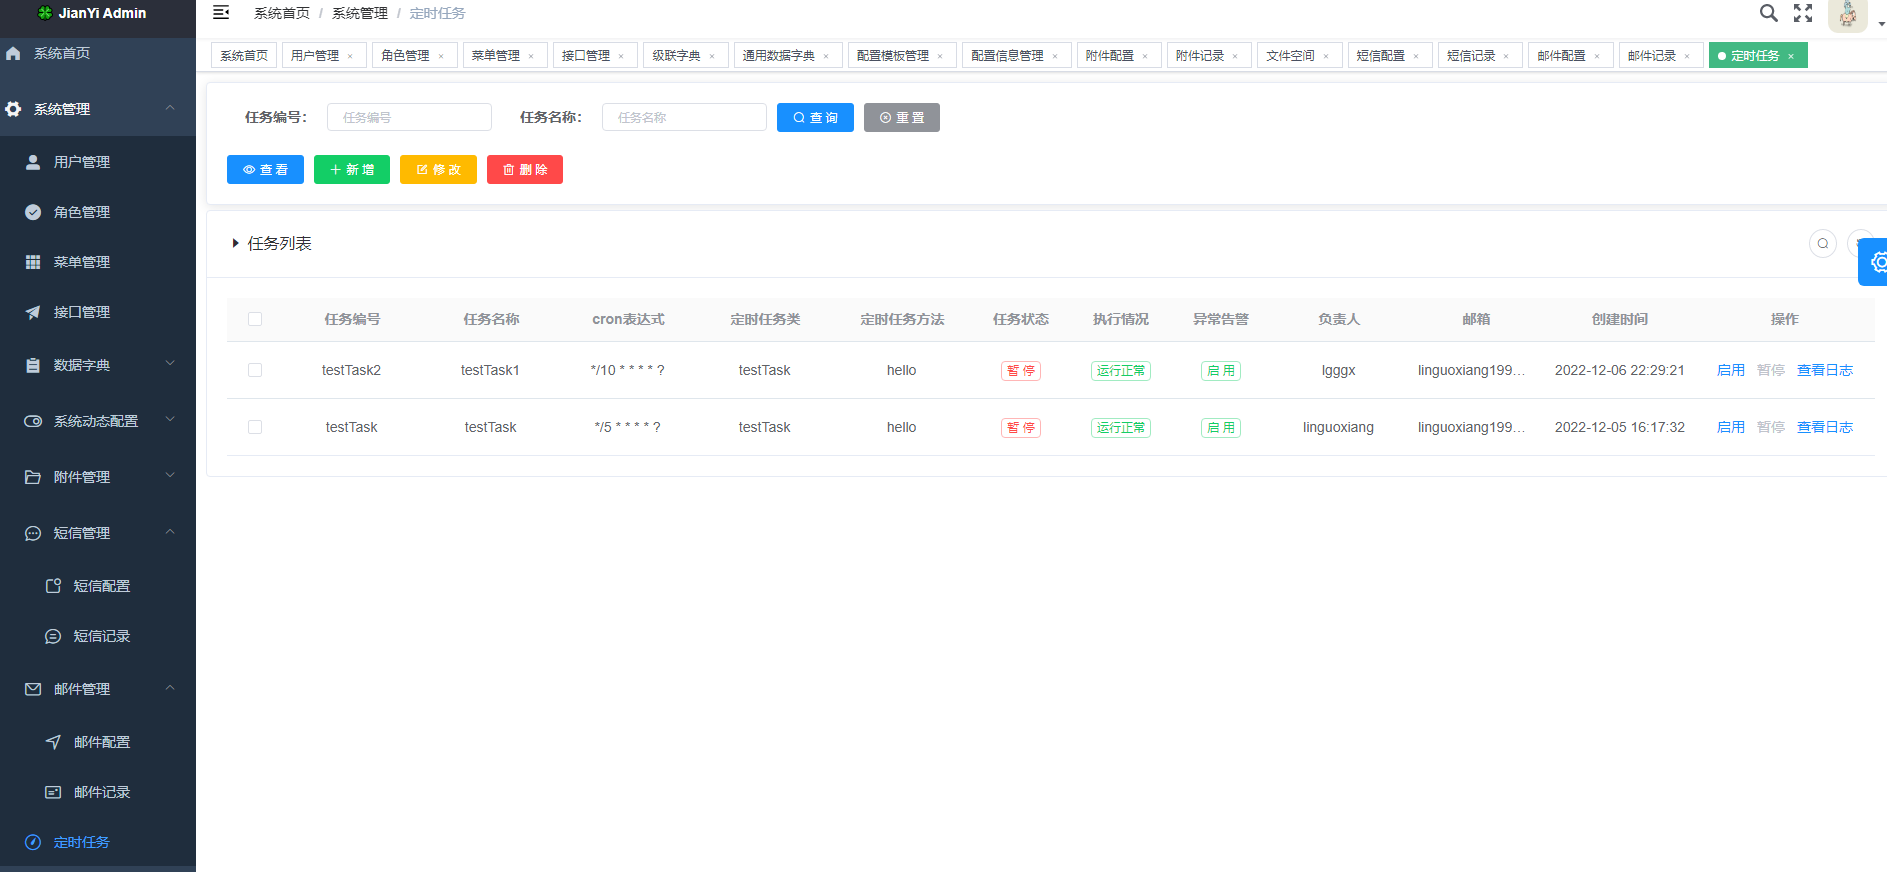 JianYi Admin
系统首页 / 系统管理 / 定时任务
系统首页
系统管理
用户管理
角色管理
菜单管理
接口管理
数据字典
系统动态配置
附件管理
短信管理
短信配置
短信记录
邮件管理
邮件配置
邮件记录
定时任务
系统首页 用户管理 × 角色管理 × 菜单管理 × 接口管理 × 级联字典 × 通用数据字典 × 配置模板管理 × 配置信息管理 × 附件配置 × 附件记录 × 文件空间 × 短信配置 × 短信记录 × 邮件配置 × 邮件记录 × 定时任务 ×
任务编号: 任务编号 任务名称: 任务名称 查询 重置
查看 新增 修改 删除
任务列表
任务编号 任务名称 cron表达式 定时任务类 定时任务方法 任务状态 执行情况 异常告警 负责人 邮箱 创建时间 操作
testTask2 testTask1 */10 * * * * ? testTask hello 暂停 运行正常 启用 lgggx linguoxiang199... 2022-12-06 22:29:21 启用 暂停 查看日志
testTask testTask */5 * * * * ? testTask hello 暂停 运行正常 启用 linguoxiang linguoxiang199... 2022-12-05 16:17:32 启用 暂停 查看日志